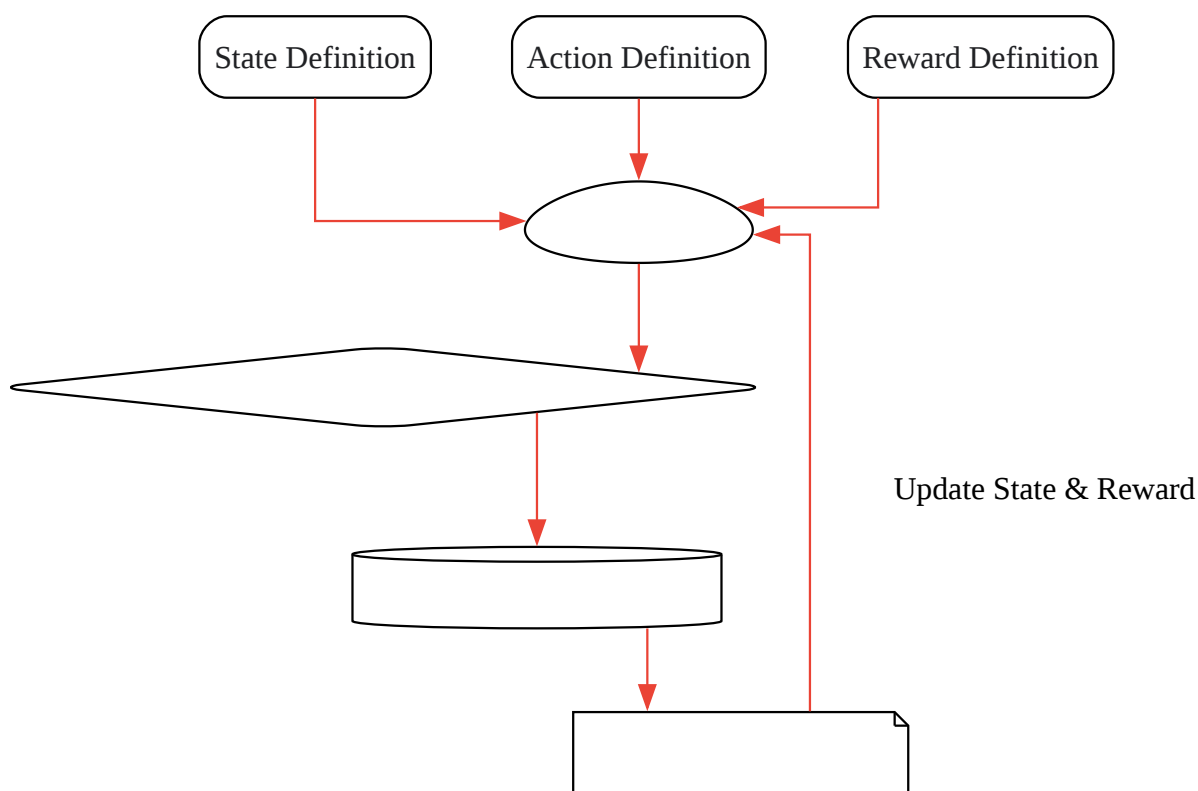 State Definition
Action Definition
Reward Definition
Update State & Reward